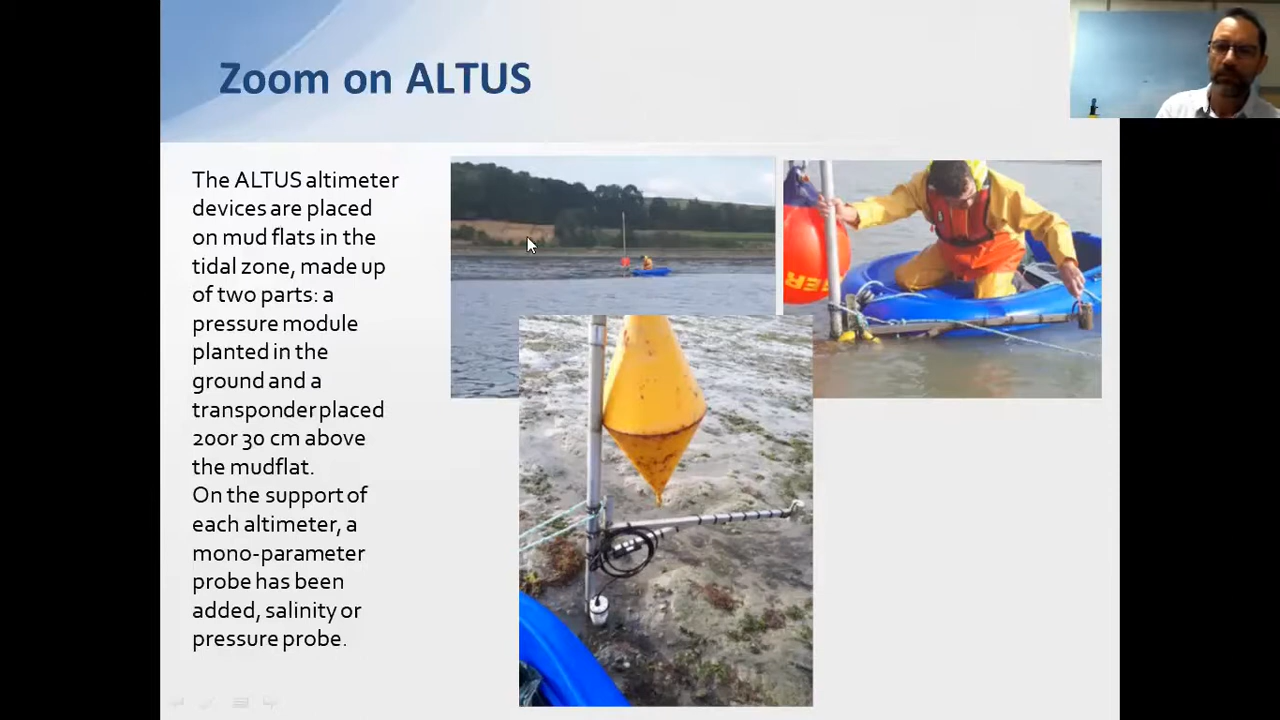 Zoom on ALTUS
The ALTUS altimeter
devices are placed
on mud flats in the
tidal zone, made up
of two parts: a
pressure module
planted in the
ground and a
transponder placed
20or 30 cm above
the mudflat.
On the support of
each altimeter, a
mono-parameter
probe has been
added, salinity or
pressure probe.